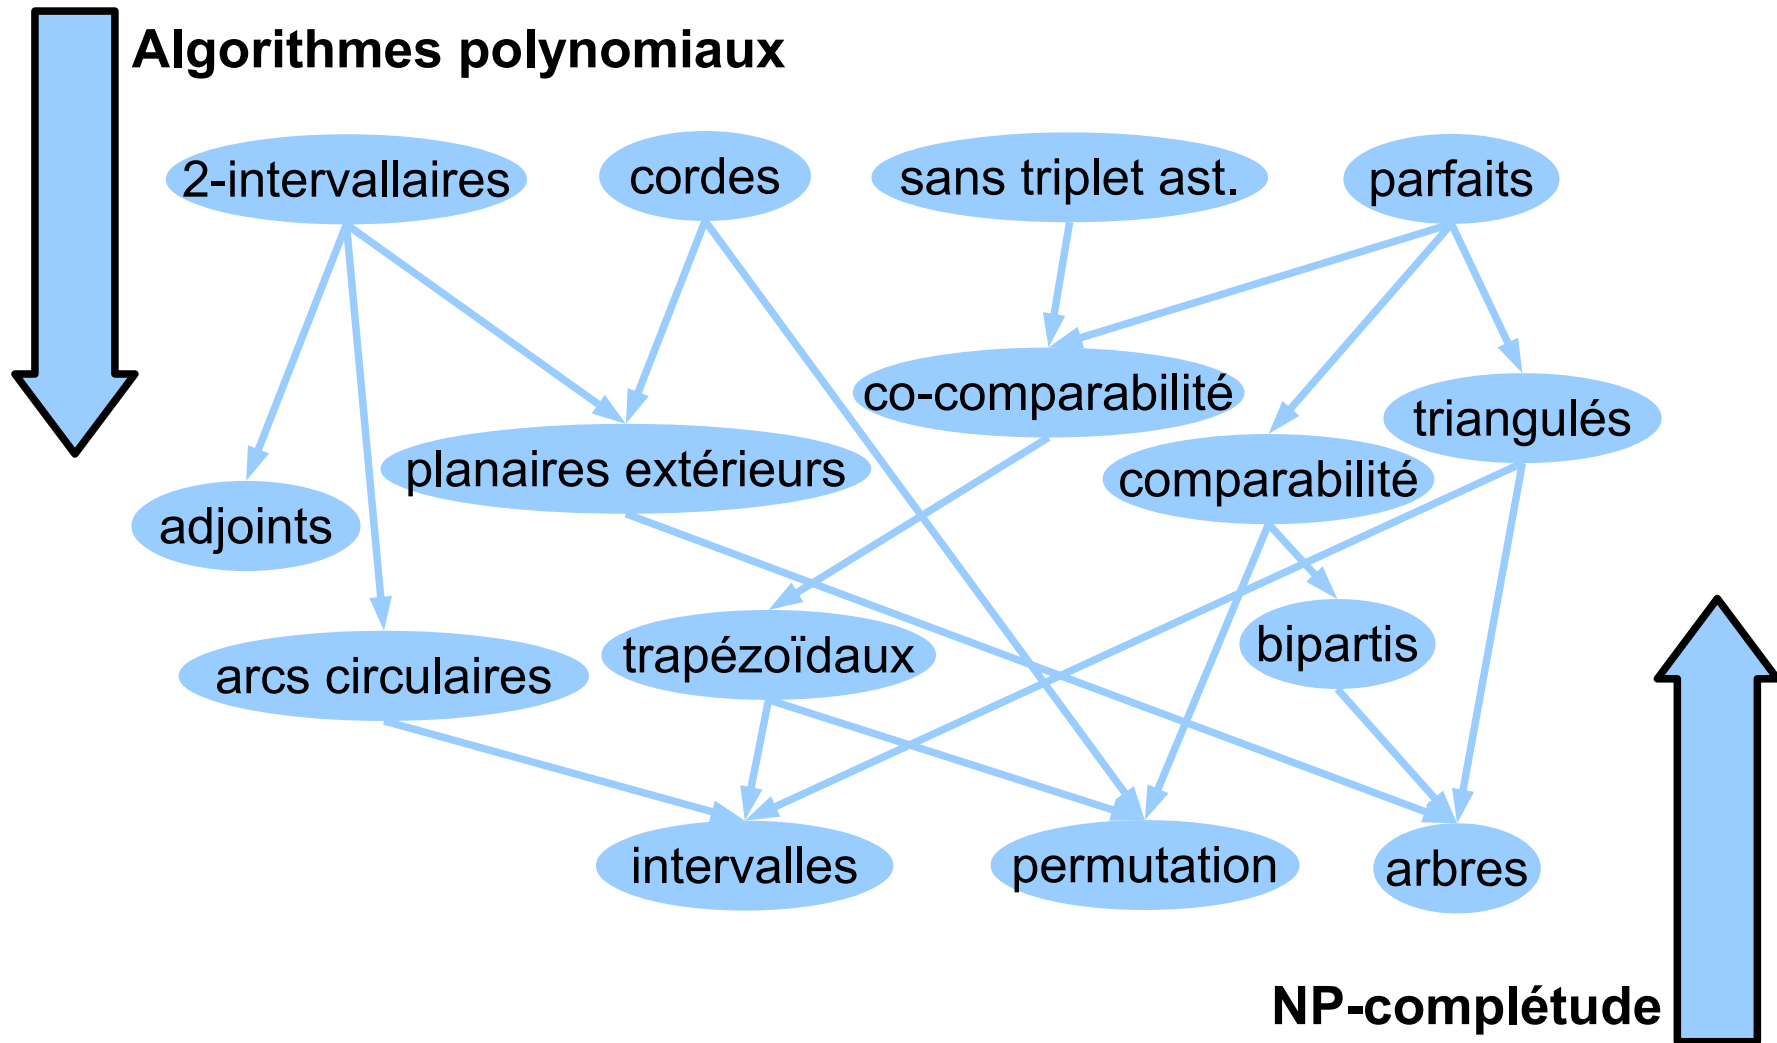 Algorithmes polynomiaux
2-intervallaires
cordes
sans triplet ast.
parfaits
co-comparabilité
triangulés
planaires extérieurs
comparabilité
adjoints
bipartis
trapézoïdaux
arcs circulaires
intervalles
permutation
arbres
NP-complétude